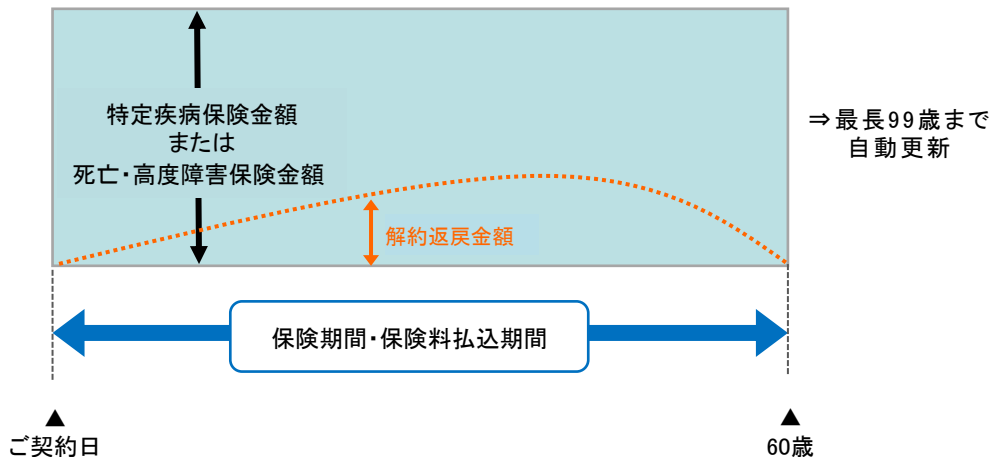 特定疾病保険金額
または
死亡・高度障害保険金額
⇒最長99歳まで
自動更新
解約返戻金額
保険期間・保険料払込期間
▲
ご契約日
▲
60歳